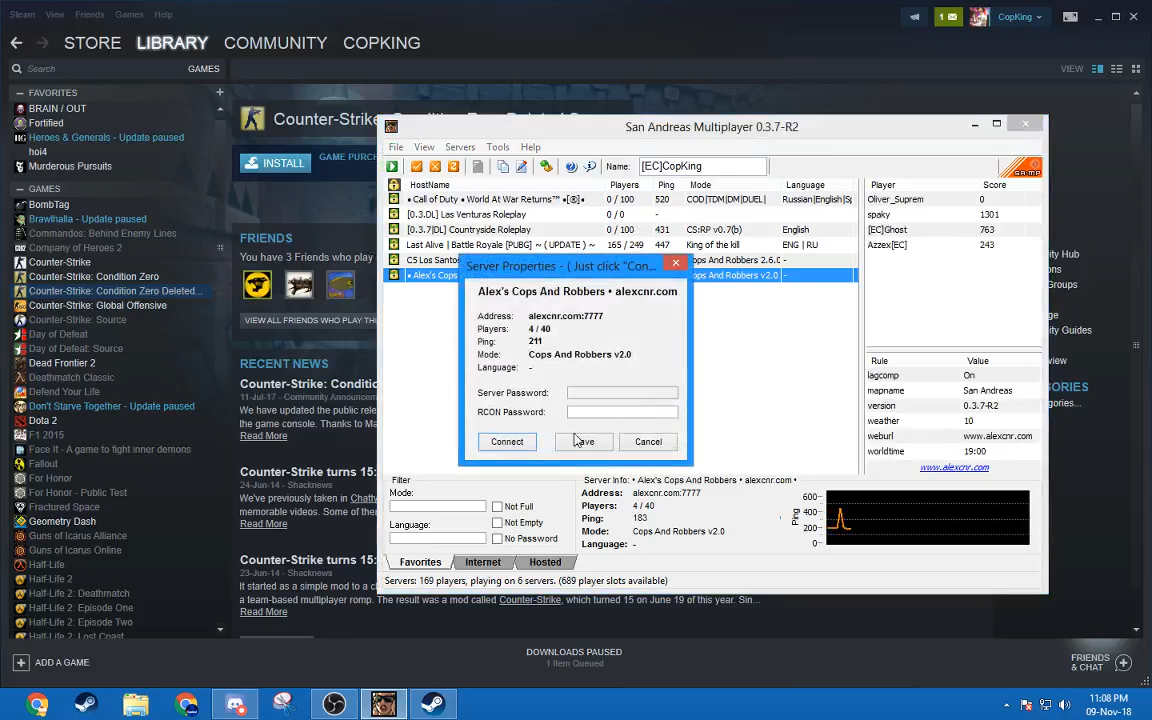 Steam View Friends Games Help
1
CopKing
STORE LIBRARY COMMUNITY COPKING
Search GAMES
VIEW
FAVORITES
BRAIN / OUT
Fortified
Heroes & Generals - Update paused
hoi4
Murderous Pursuits
GAMES
BombTag
Brawlhalla - Update paused
Commandos: Behind Enemy Lines
Company of Heroes 2
Counter-Strike
Counter-Strike: Condition Zero
Counter-Strike: Condition Zero Deleted...
Counter-Strike: Global Offensive
Counter-Strike: Source
Day of Defeat
Day of Defeat: Source
Dead Frontier 2
Deathmatch Classic
Defend Your Life
Don't Starve Together - Update paused
Dota 2
F1 2015
Face It - A game to fight inner demons
Fallout
For Honor
For Honor - Public Test
Fractured Space
Geometry Dash
Guns of Icarus Alliance
Guns of Icarus Online
Half-Life
Half-Life 2
Half-Life 2: Deathmatch
Half-Life 2: Episode One
Half-Life 2: Episode Two
Half-Life 2: Lost Coast
ADD A GAME
INSTALL
GAME PURCH
FRIENDS
You have 3 Friends
VIEW ALL FRIENDS WHO PLAY THI
RECENT NEWS
Counter-Strike: Conditic
11-Jul-17 - Community Announcem
We have updated the public rele
the changes. Thanks to Ma
Read More
Counter-Strike turns 15:
We've previously taken in Chatty
some memorable videos. Some of the
Read More
Counter-Strike turns 15:
23-Jun-14 - Shacknews
It started as a simple mod to a cl
a team-based multiplayer romp. The result was a mod called Counter-Strike, which turned 15 on June 19 of this year. Sin...
Read More
San Andreas Multiplayer 0.3.7-R2
File View Servers Tools Help
Name: [EC]CopKing
SA-MP
HostName Players Ping Mode Language
• Call of Duty • World At War Returns™ •[@]• 0 / 100 520 COD|TDM|DM|DUEL| Russian|English|Sp
[0.3.DL] Las Venturas Roleplay 0 / 0 -
[0.3.7] Country-side Roleplay 0 / 100 431 CS:RP v0.7(b) English
Last Alive | Battle Royale [PUBG] ~ ( UPDATE ) ~ 165 / 249 447 King of the kill ENG | RU
C5 Los Santos ops And Robbers 2.6.0 -
• Alex's Cops ops And Robbers v2.0 -
Player Score
Oliver_Suprem 0
spaky 1301
[EC]Ghost 763
Azzex[EC] 243
Rule Value
lagcomp On
mapname San Andreas
version 0.3.7-R2
weather 9
weburl www.alexcnr.com
worldtime 19:00
www.alexcnr.com
Server Properties - ( Just click "Con...
Alex's Cops And Robbers • alexcnr.com
Address: alexcnr.com:7777
Players: 4 / 40
Ping: 211
Mode: Cops And Robbers v2.0
Language: -
Server Password:
RCON Password:
Connect Save Cancel
Filter
Mode:
Language:
Not Full
Not Empty
No Password
Server Info: • Alex's Cops And Robbers • alexcnr.com •
Address: alexcnr.com:7777
Players: 4 / 40
Ping: 183
Mode: Cops And Robbers v2.0
Language: -
Ping
600-
400-
200-
0-
Favorites Internet Hosted
Servers: 169 players, playing on 6 servers. (689 player slots available)
DOWNLOADS PAUSED
1 Item Queued
FRIENDS
& CHAT
11:08 PM
09-Nov-18